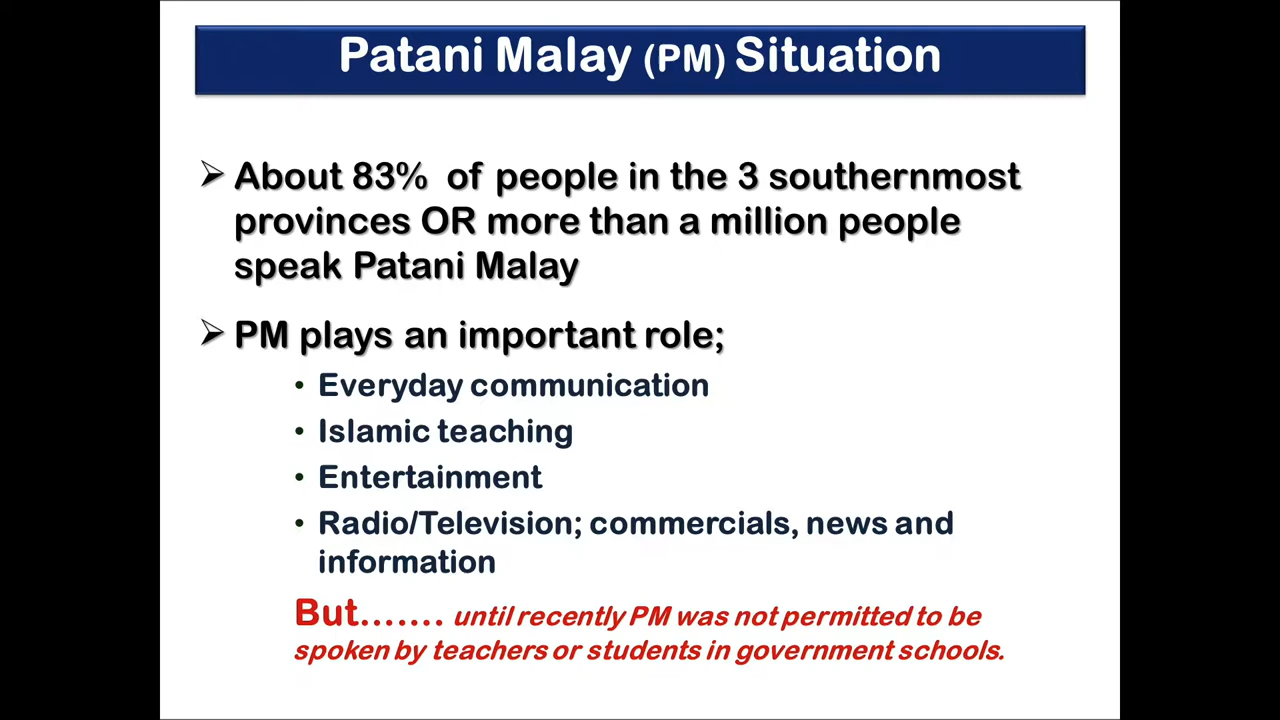 Patani Malay (PM) Situation
➢ About 83% of people in the 3 southernmost
provinces OR more than a million people
speak Patani Malay
➢ PM plays an important role;
• Everyday communication
• Islamic teaching
• Entertainment
• Radio/Television; commercials, news and
information
But……. until recently PM was not permitted to be
spoken by teachers or students in government schools.